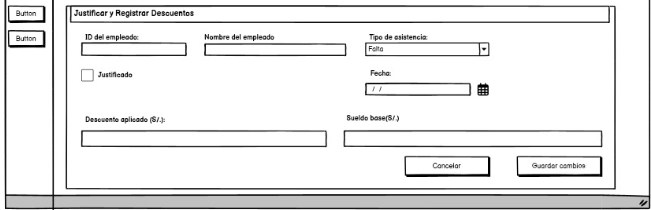 Button
Button
Justificar y Registrar Descuentos
ID del empleado:
Nombre del empleado
Tipo de asistencia:
Falta
Justificado
Fecha:
/ /
Descuento aplicado (S/.):
Sueldo base(S/.)
Cancelar
Guardar cambios